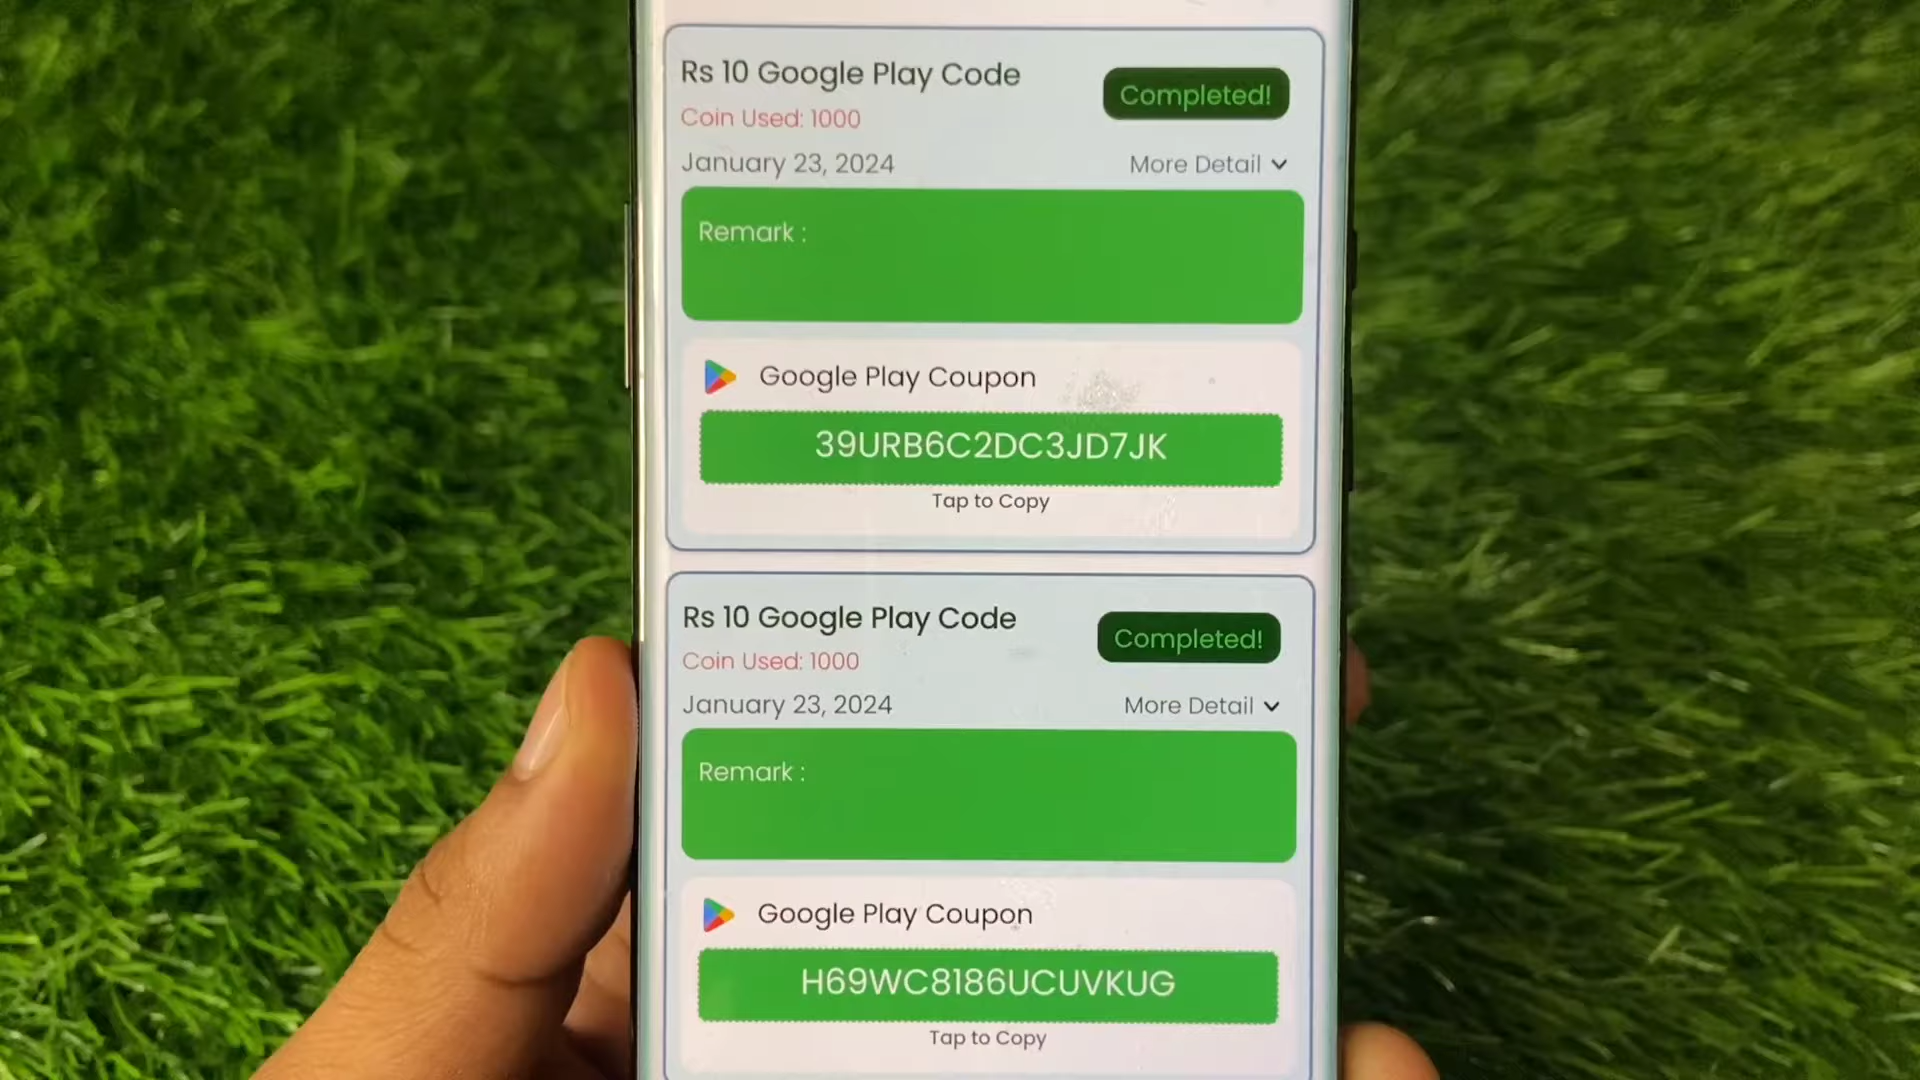 Rs 10 Google Play Code
Completed!
Coin Used: 1000
January 23, 2024
More Detail
Remark :
Google Play Coupon
39URB6C2DC3JD7JK
Tap to Copy
Rs 10 Google Play Code
Completed!
Coin Used: 1000
January 23, 2024
More Detail
Remark :
Google Play Coupon
H69WC8186UCUVKUG
Tap to Copy